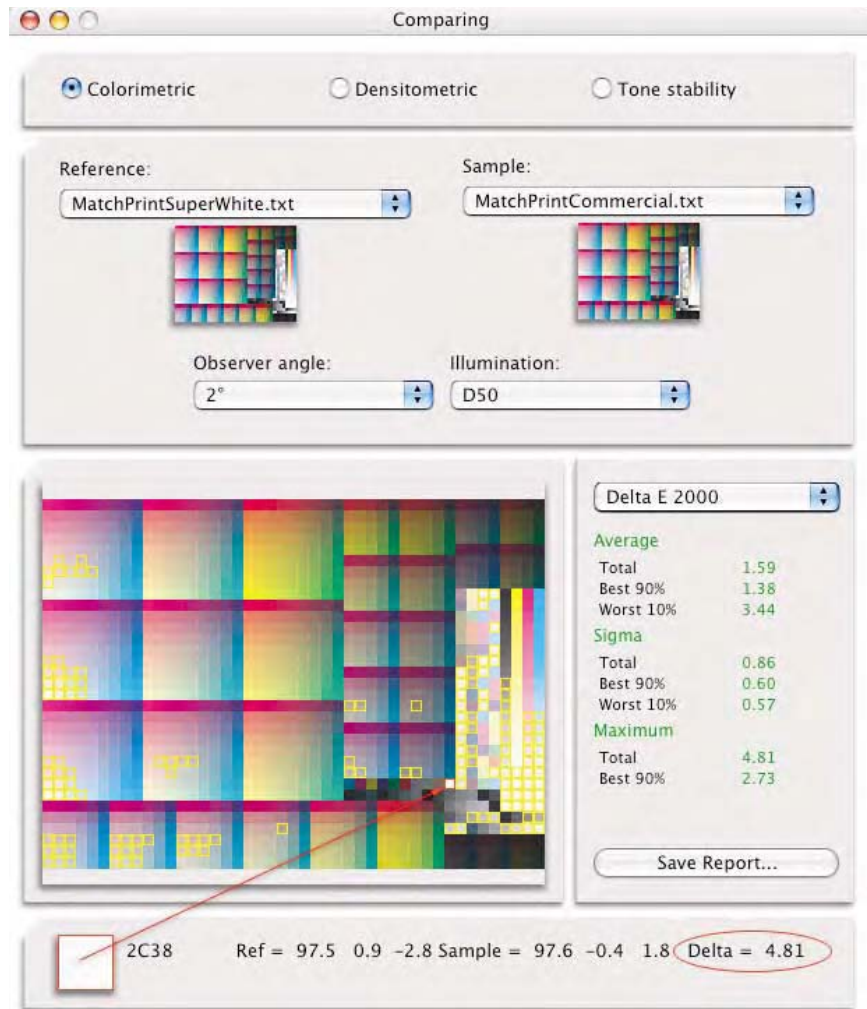 Comparing
Colorimetric Densitometric Tone stability
Reference: Sample:
MatchPrintSuperWhite.txt MatchPrintCommercial.txt
Observer angle: Illumination:
2° D50
Delta E 2000
Average
Total 1.59
Best 90% 1.38
Worst 10% 3.44
Sigma
Total 0.86
Best 90% 0.60
Worst 10% 0.57
Maximum
Total 4.81
Best 90% 2.73
Save Report...
2C38 Ref = 97.5 0.9 -2.8 Sample = 97.6 -0.4 1.8 Delta = 4.81